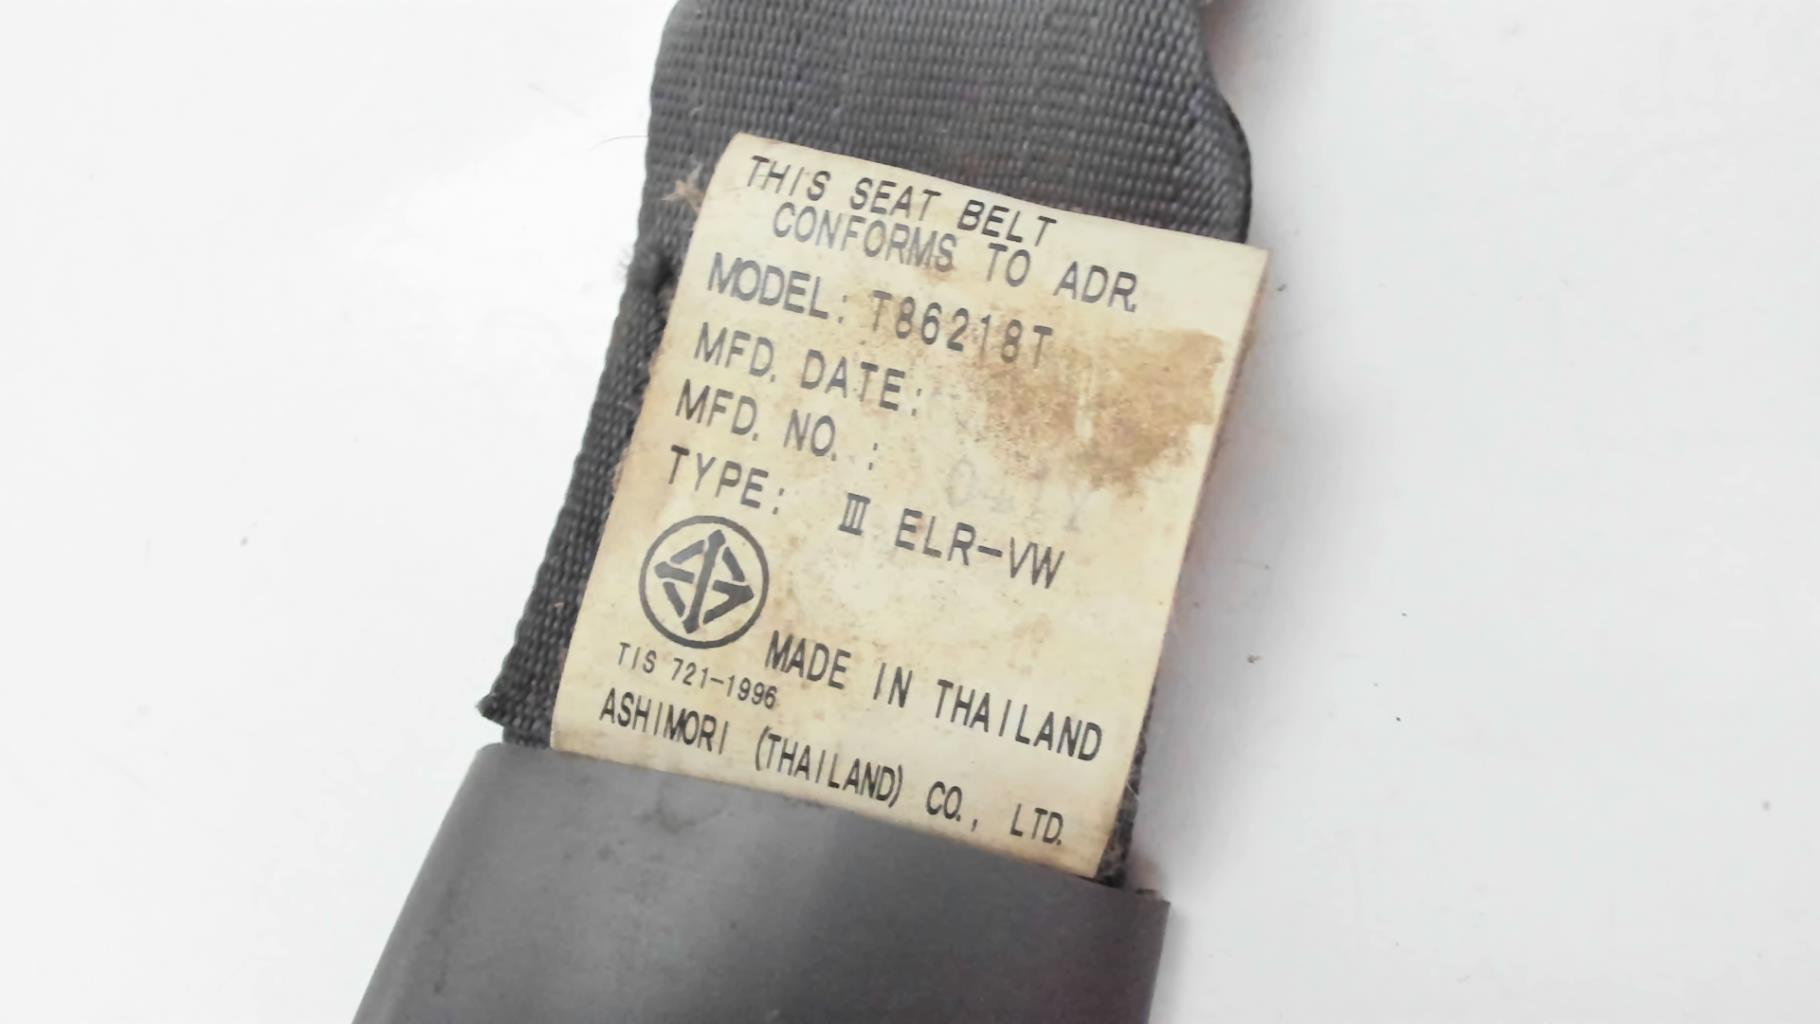 THIS SEAT BELT
CONFORMS TO ADR.
MODEL: T86218T
MFD. DATE:
MFD. NO. :
TYPE: Ⅲ ELR-VW
TIS 721-1996
MADE IN THAILAND
ASHIMORI (THAILAND) CO., LTD.